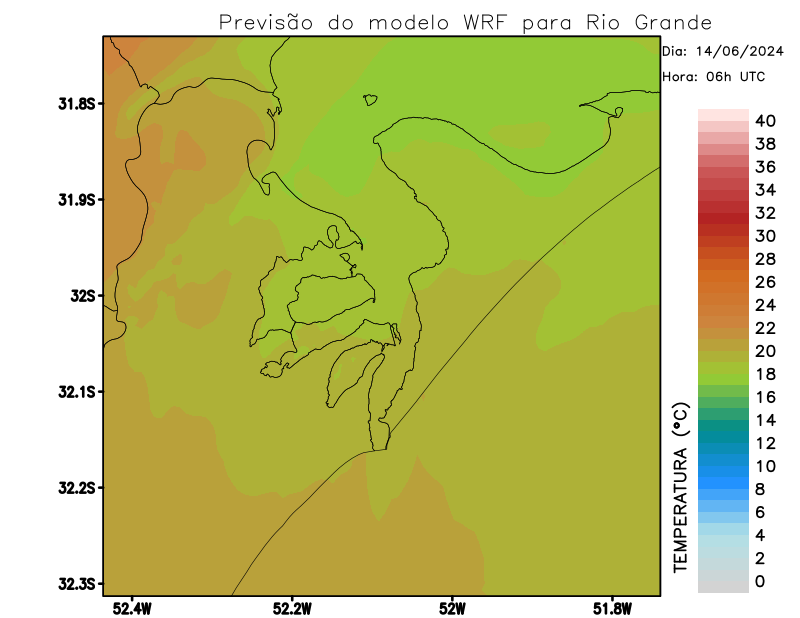 Previsão do modelo WRF para Rio Grande
Dia: 14/06/2024
Hora: 06h UTC
31.8S
31.9S
32S
32.1S
32.2S
32.3S
52.4W
52.2W
52W
51.8W
40
38
36
34
32
30
28
26
24
22
20
18
16
14
12
10
8
6
4
2
0
TEMPERATURA (°C)